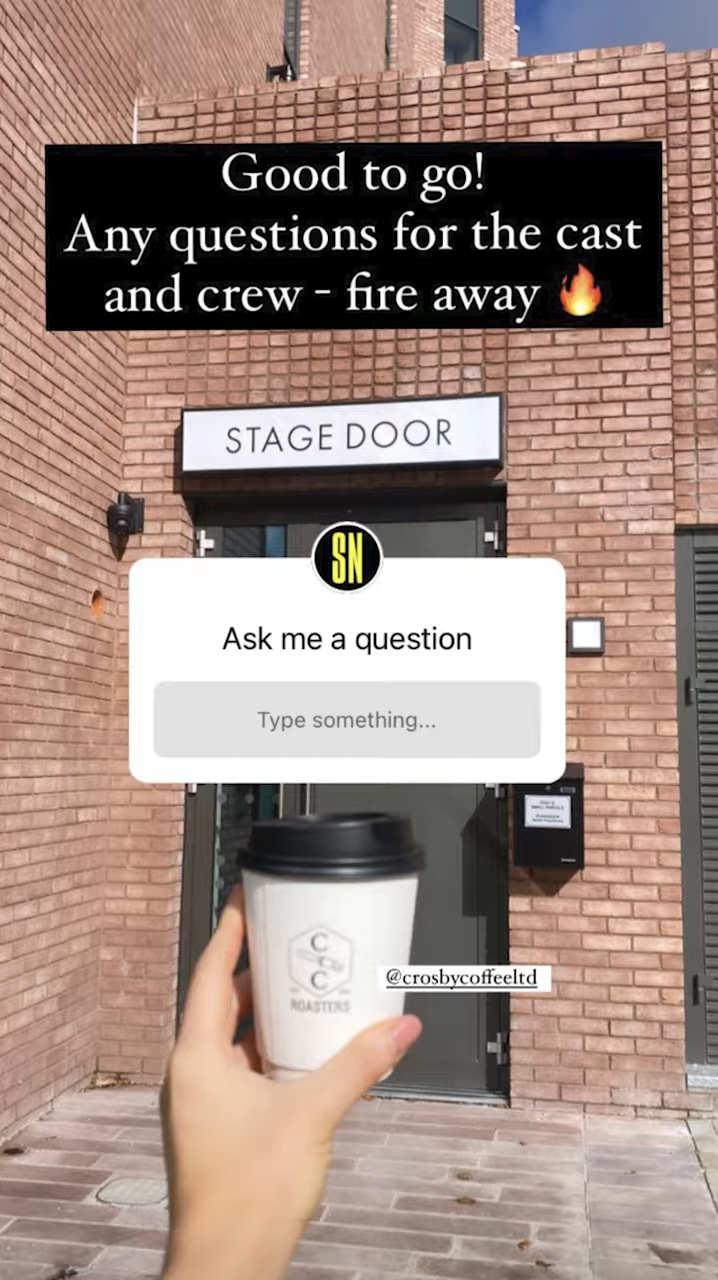 Good to go!
Any questions for the cast
and crew - fire away 🔥
STAGE DOOR
SN
Ask me a question
Type something...
C
C
ROASTERS
@crosbycoffeeltd